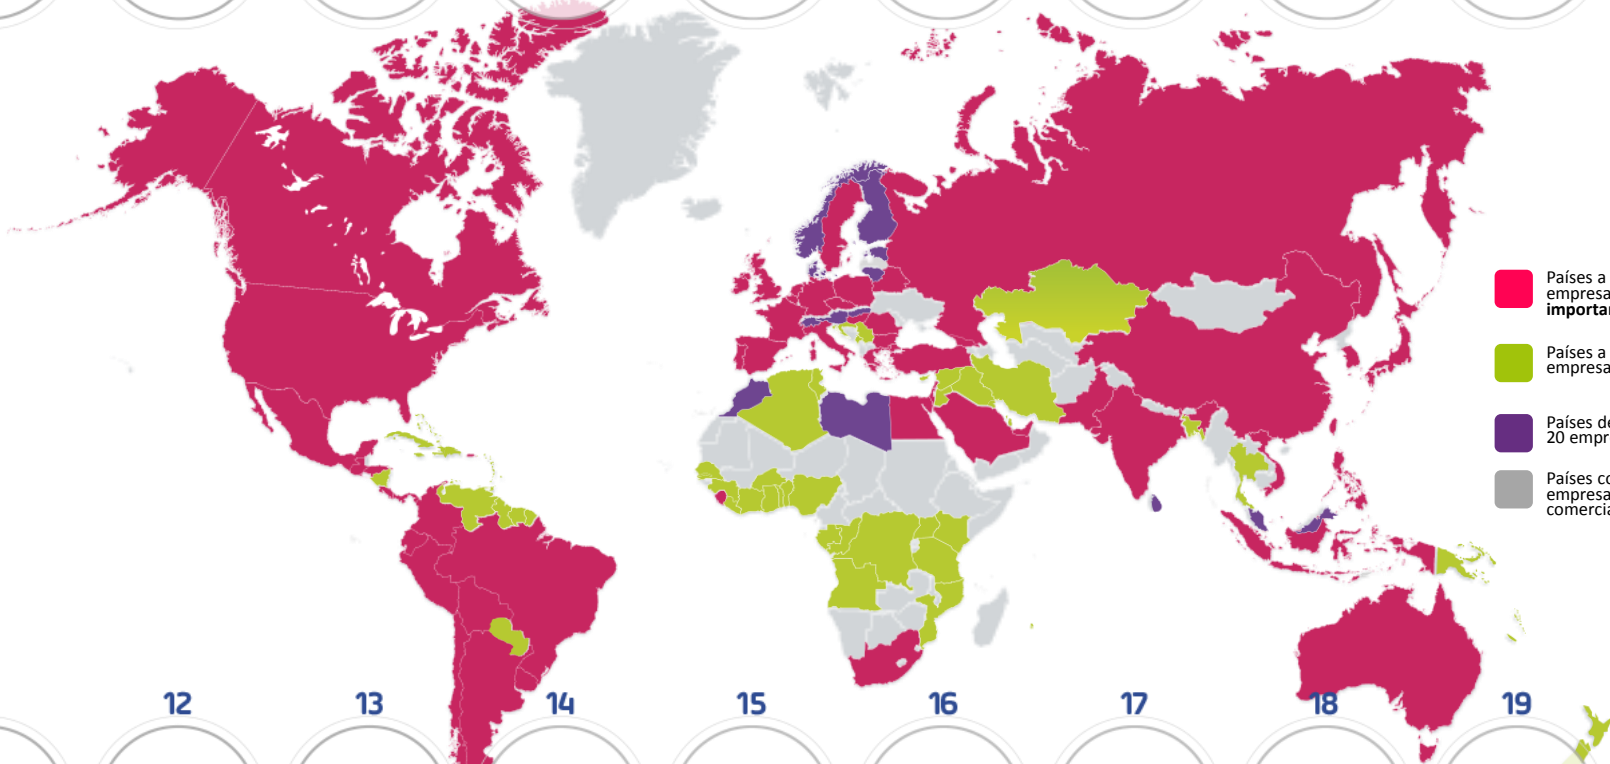 Países a
empresa
importar
Países a
empresa
Países de
20 empr
Países co
empresa
comercia
12 13 14 15 16 17 18 19